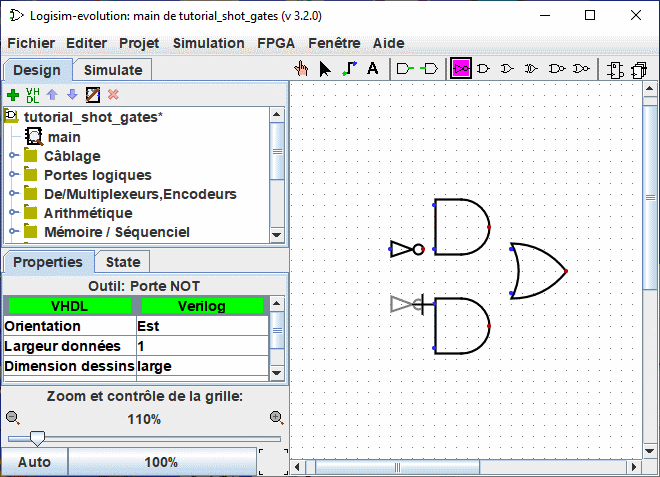 Logisim-evolution: main de tutorial_shot_gates (v 3.2.0)
Fichier Editer Projet Simulation FPGA Fenêtre Aide
Design Simulate
A
VH
DL
tutorial_shot_gates*
main
Câblage
Portes logiques
De/Multiplexeurs,Encodeurs
Arithmétique
Mémoire / Séquenciel
Properties State
Outil: Porte NOT
VHDL Verilog
Orientation Est
Largeur données 1
Dimension dessins large
Zoom et contrôle de la grille:
110%
Auto 100%